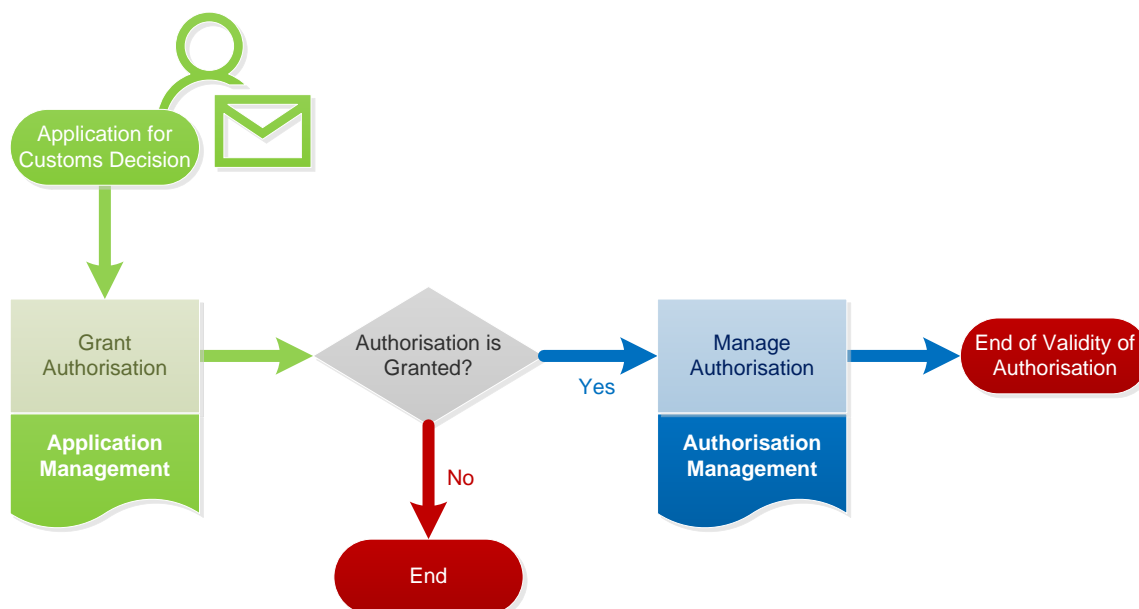 Application for
Customs Decision
Grant
Authorisation
Application
Management
Authorisation is
Granted?
Yes
No
End
Manage
Authorisation
Authorisation
Management
End of Validity of
Authorisation